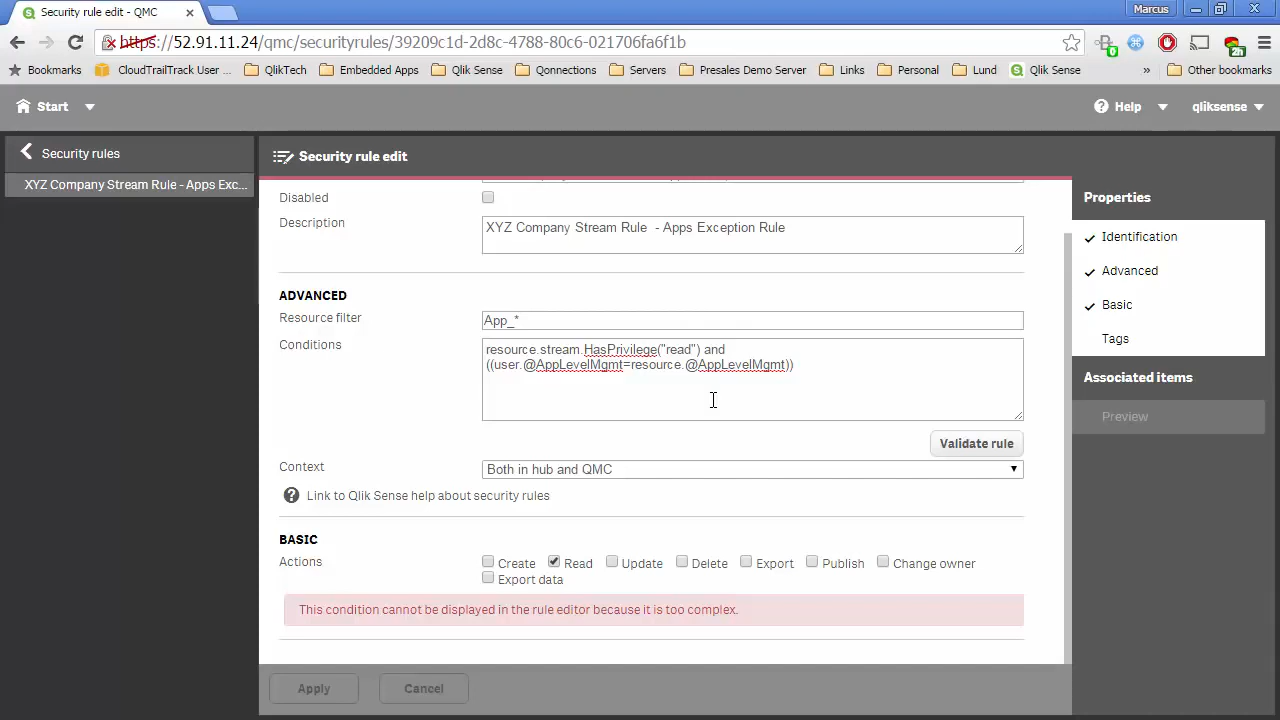 Security rule edit - QMC
Marcus
https://52.91.11.24/qmc/securityrules/39209c1d-2d8c-4788-80c6-021706fa6f1b
0
2h
Bookmarks
CloudTrailTrack User ...
QlikTech
Embedded Apps
Qlik Sense
Qonnections
Servers
Presales Demo Server
Links
Personal
Lund
Qlik Sense
»
Other bookmarks
Start
Help
qliksense
Security rules
XYZ Company Stream Rule - Apps Exc...
Security rule edit
Disabled
Description
XYZ Company Stream Rule - Apps Exception Rule
ADVANCED
Resource filter
App_*
Conditions
resource.stream.HasPrivilege("read") and
((user.@AppLevelMgmt=resource.@AppLevelMgmt))
Validate rule
Context
Both in hub and QMC
Link to Qlik Sense help about security rules
BASIC
Actions
Create
Read
Update
Delete
Export
Publish
Change owner
Export data
This condition cannot be displayed in the rule editor because it is too complex.
Apply
Cancel
Properties
Identification
Advanced
Basic
Tags
Associated items
Preview